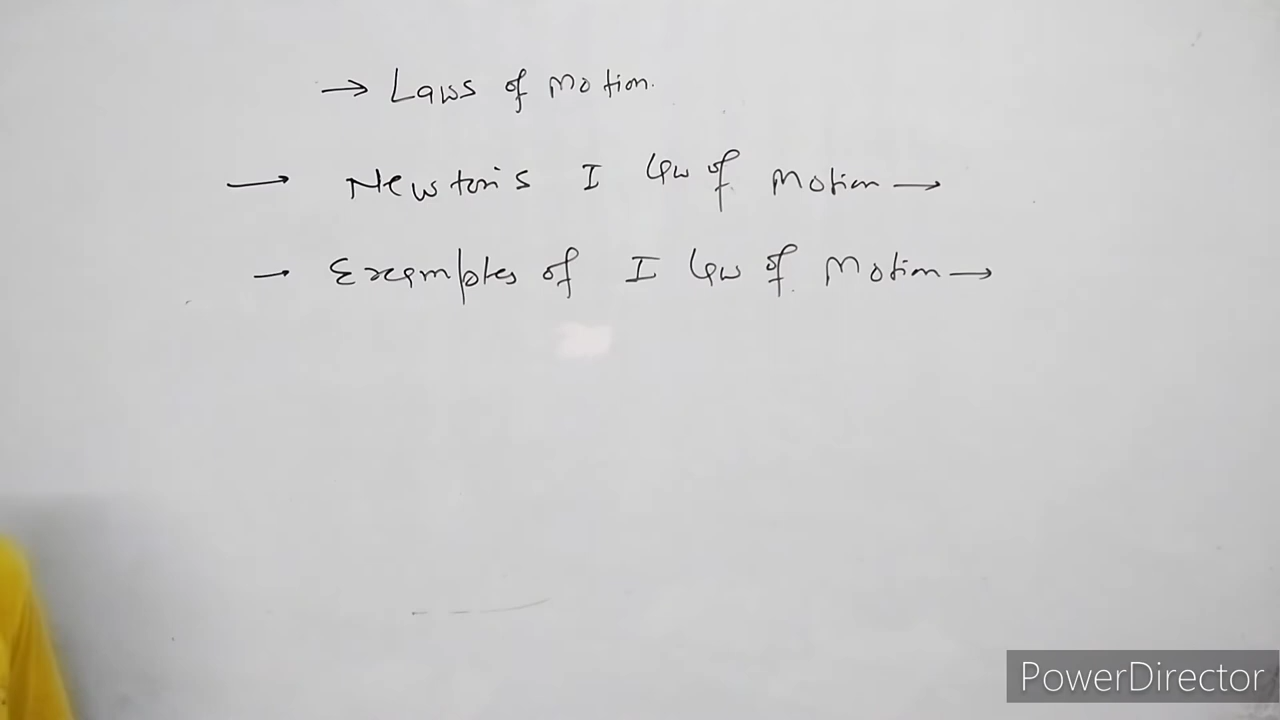 → Laws of Motion.
→ Newton's I law of Motion →
→ Examples of I law of Motion →
PowerDirector